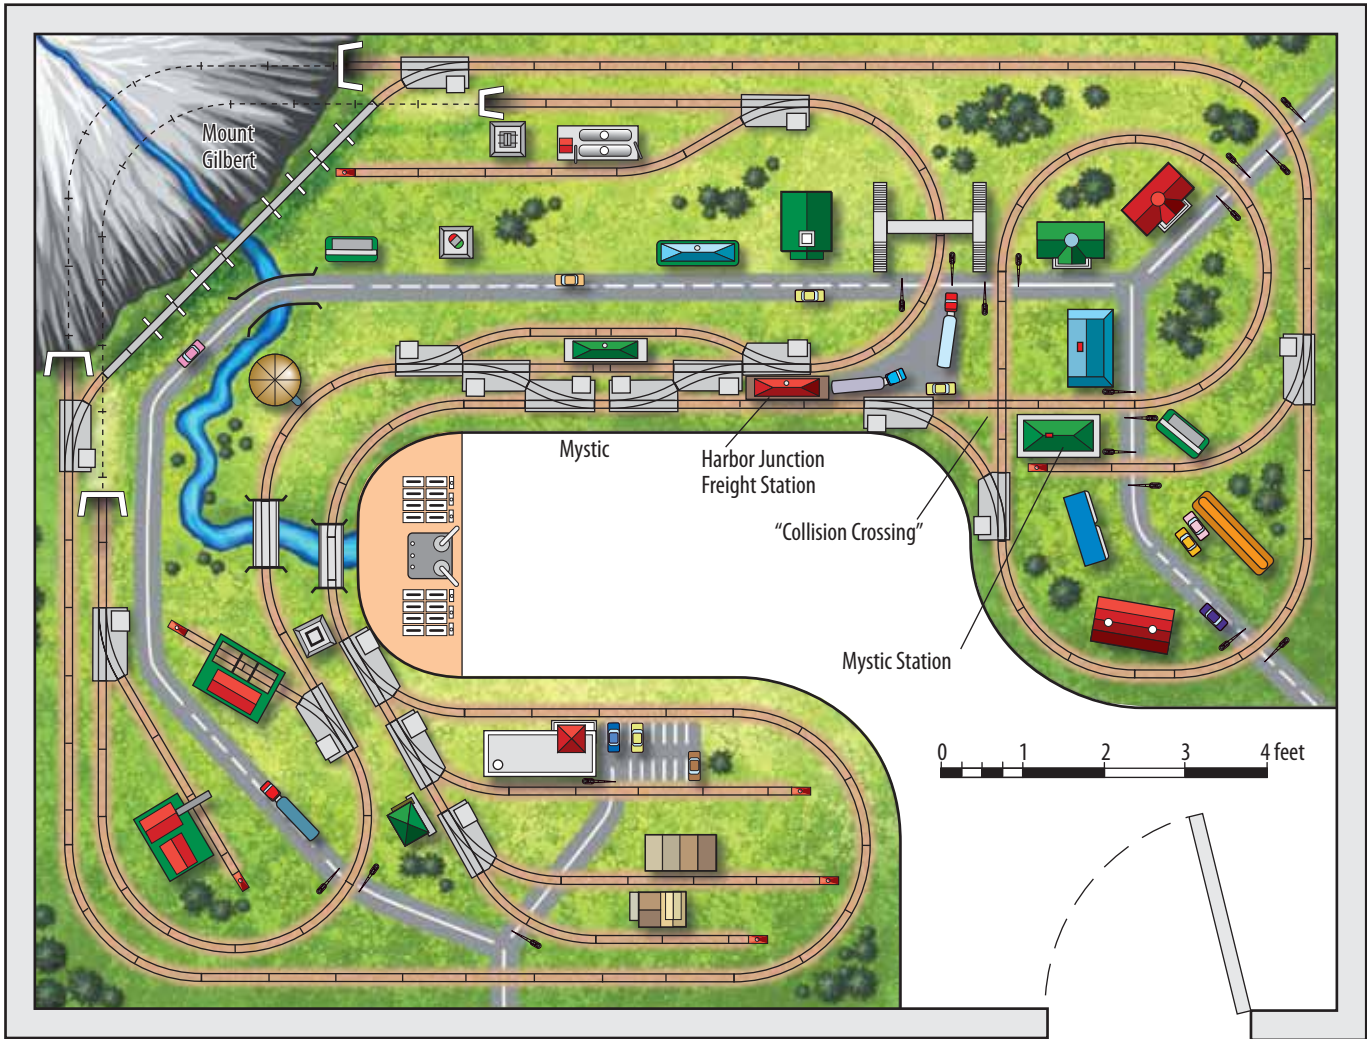 Mount
Gilbert
Mystic
Harbor Junction
Freight Station
“Collision Crossing”
Mystic Station
0 1 2 3 4 feet